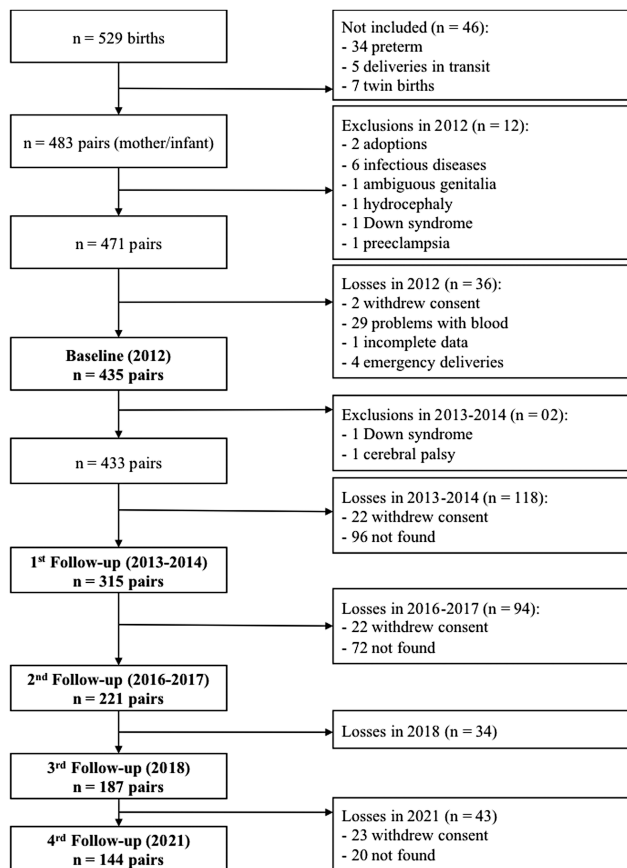 n = 529 births
Not included (n = 46):
- 34 preterm
- 5 deliveries in transit
- 7 twin births
n = 483 pairs (mother/infant)
Exclusions in 2012 (n = 12):
- 2 adoptions
- 6 infectious diseases
- 1 ambiguous genitalia
- 1 hydrocephaly
- 1 Down syndrome
- 1 preeclampsia
n = 471 pairs
Losses in 2012 (n = 36):
- 2 withdrew consent
- 29 problems with blood
- 1 incomplete data
- 4 emergency deliveries
Baseline (2012)
n = 435 pairs
Exclusions in 2013-2014 (n = 02):
- 1 Down syndrome
- 1 cerebral palsy
n = 433 pairs
Losses in 2013-2014 (n = 118):
- 22 withdrew consent
- 96 not found
1st Follow-up (2013-2014)
n = 315 pairs
Losses in 2016-2017 (n = 94):
- 22 withdrew consent
- 72 not found
2nd Follow-up (2016-2017)
n = 221 pairs
Losses in 2018 (n = 34)
3rd Follow-up (2018)
n = 187 pairs
Losses in 2021 (n = 43)
- 23 withdrew consent
- 20 not found
4rd Follow-up (2021)
n = 144 pairs